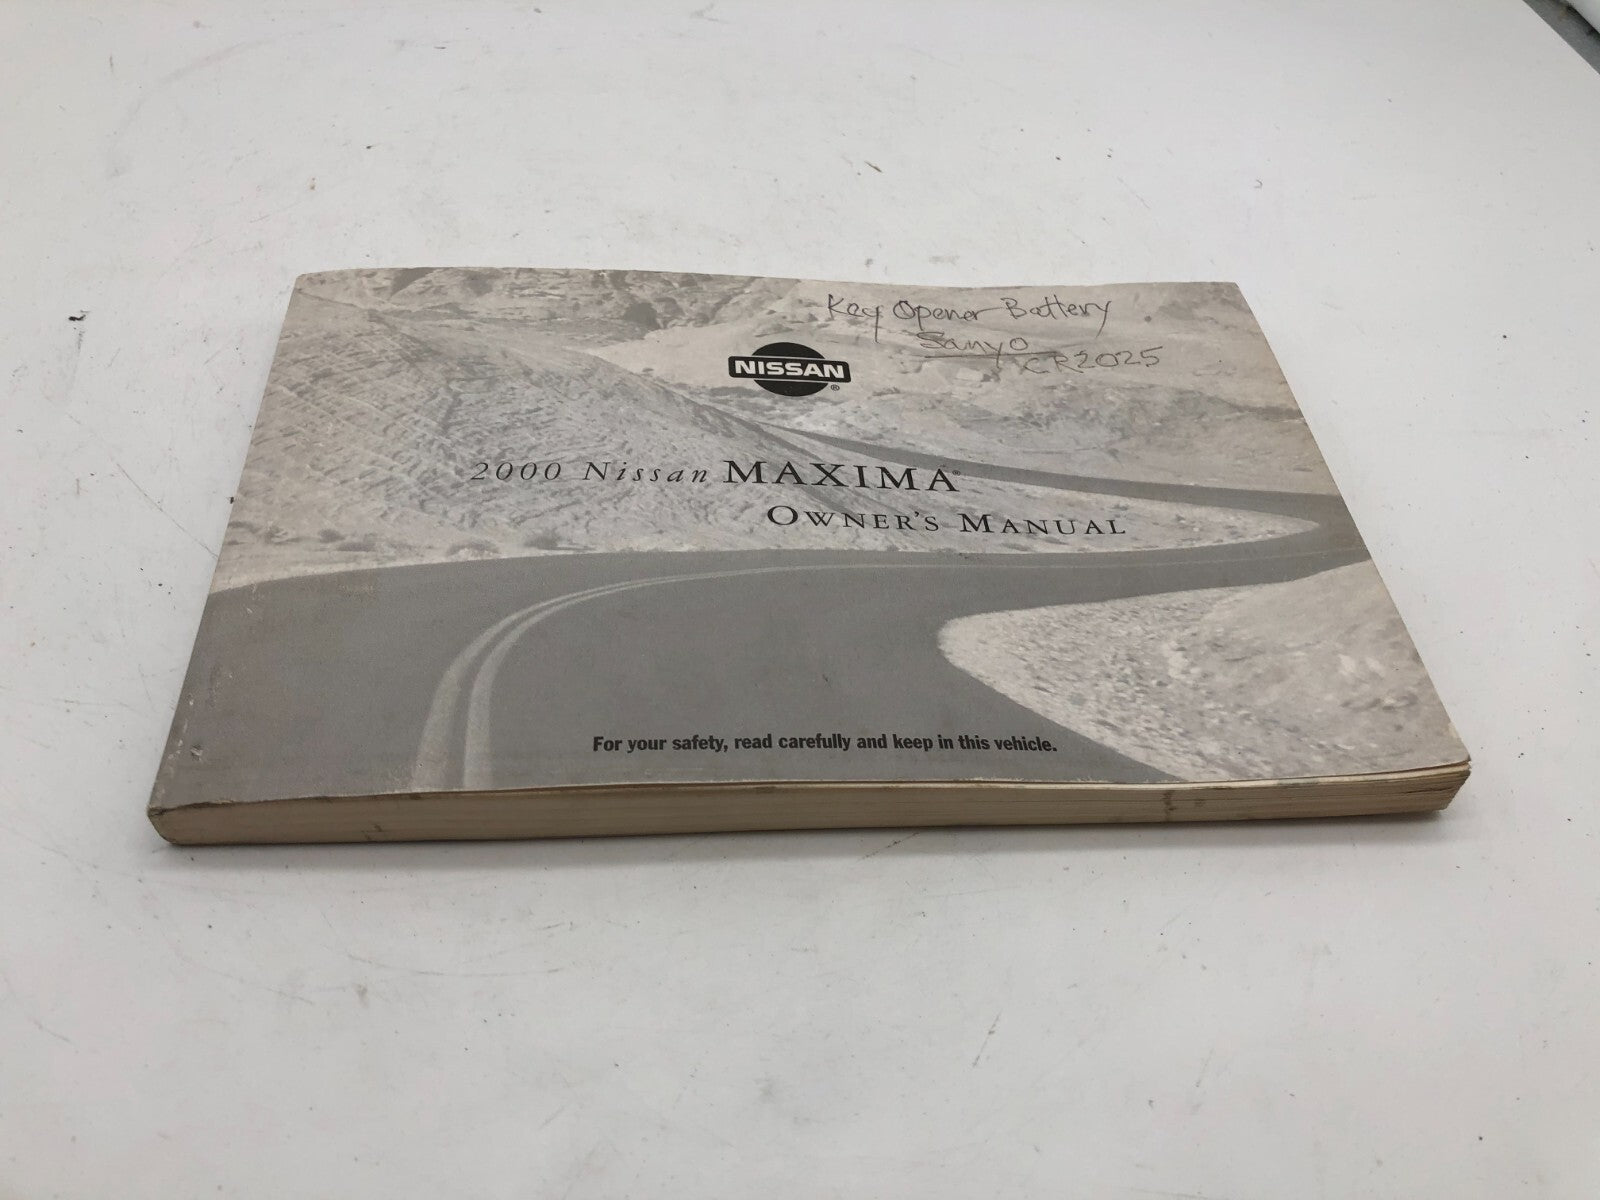 Key Opener Battery
Sanyo
CR2025
NISSAN®
2000 Nissan MAXIMA®
OWNER'S MANUAL
For your safety, read carefully and keep in this vehicle.